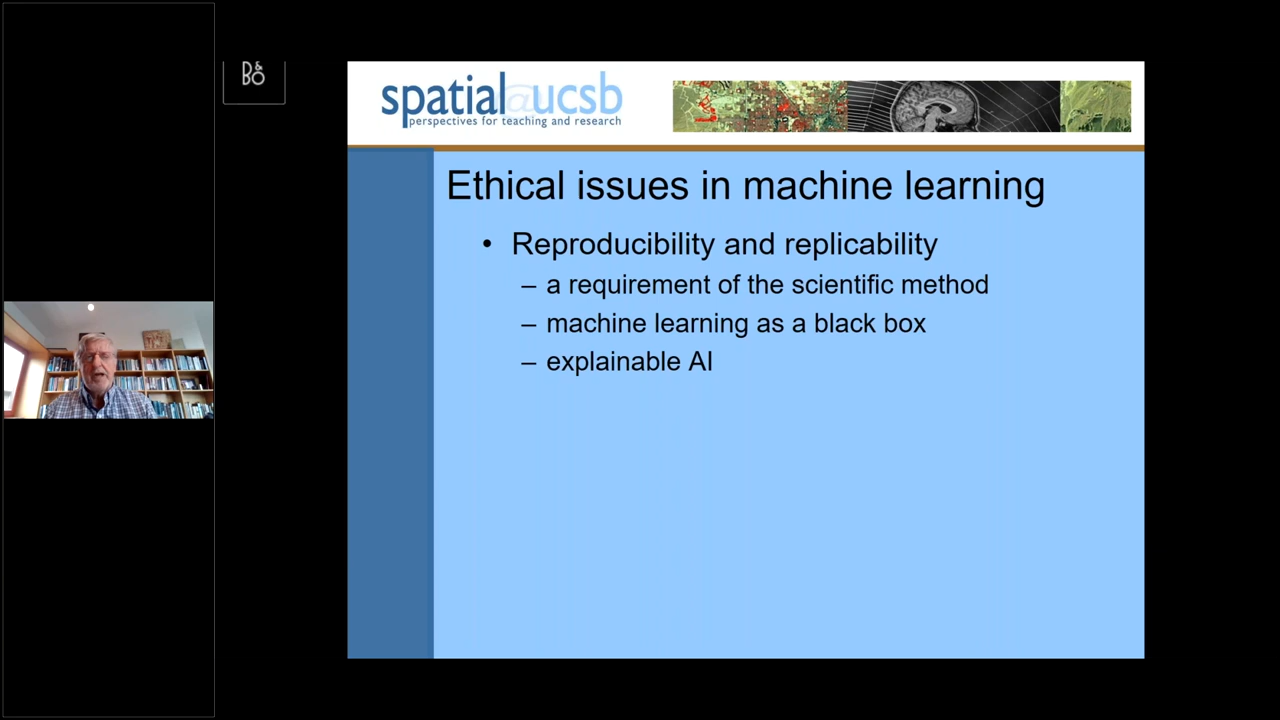 B&
BO
spatial@ucsb
perspectives for teaching and research
Ethical issues in machine learning
• Reproducibility and replicability
– a requirement of the scientific method
– machine learning as a black box
– explainable AI